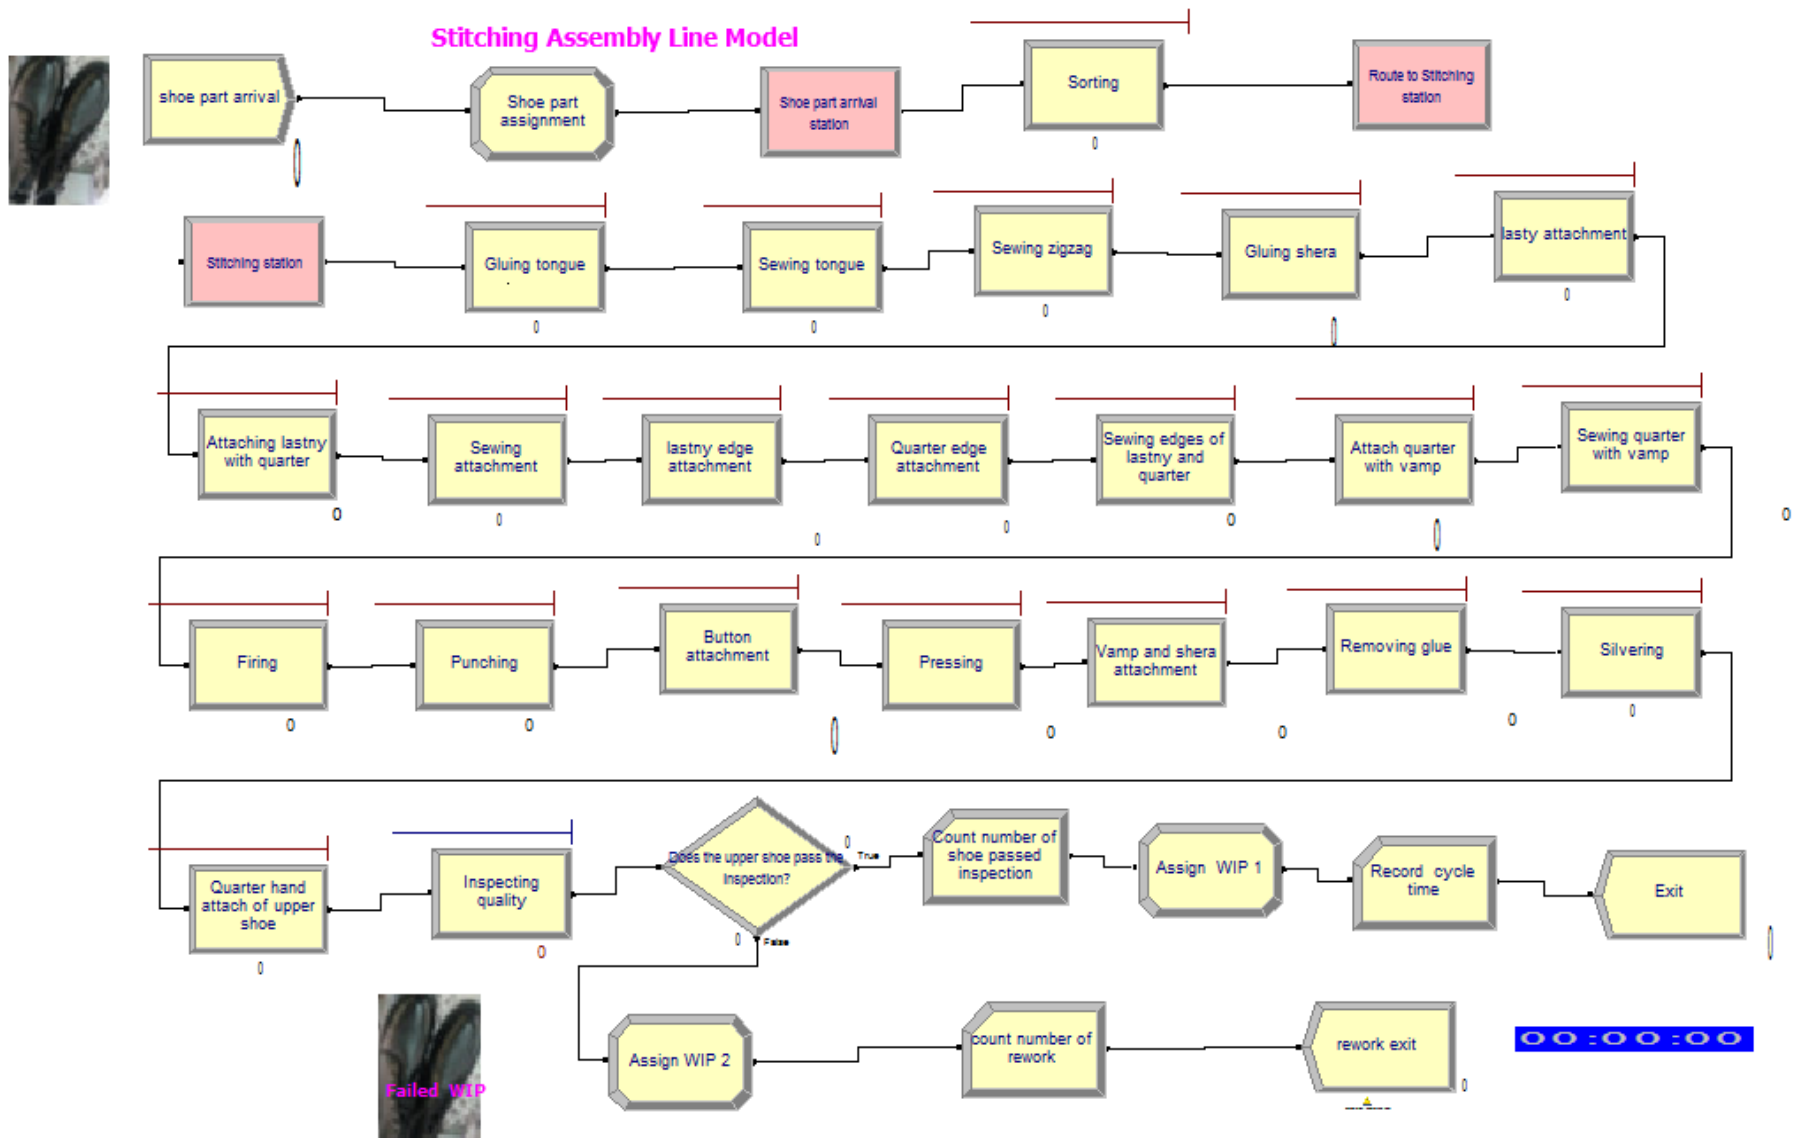 Stitching Assembly Line Model
shoe part arrival
0
Shoe part
assignment
Shoe part arrival
station
Sorting
0
Route to Stitching
station
Stitching station
Gluing tongue
0
Sewing tongue
0
Sewing zigzag
0
Gluing shera
0
lasty attachment
0
Attaching lastny
with quarter
0
Sewing
attachment
0
lastny edge
attachment
0
Quarter edge
attachment
0
Sewing edges of
lastny and
quarter
0
Attach quarter
with vamp
0
Sewing quarter
with vamp
0
Firing
0
Punching
0
Button
attachment
0
Pressing
0
Vamp and shera
attachment
0
Removing glue
0
Silvering
0
Quarter hand
attach of upper
shoe
0
Inspecting
quality
0
Does the upper shoe pass the
inspection?
0
True
0
False
Count number of
shoe passed
inspection
Assign WIP 1
Record cycle
time
Exit
0
Failed WIP
Assign WIP 2
count number of
rework
rework exit
0
00:00:00